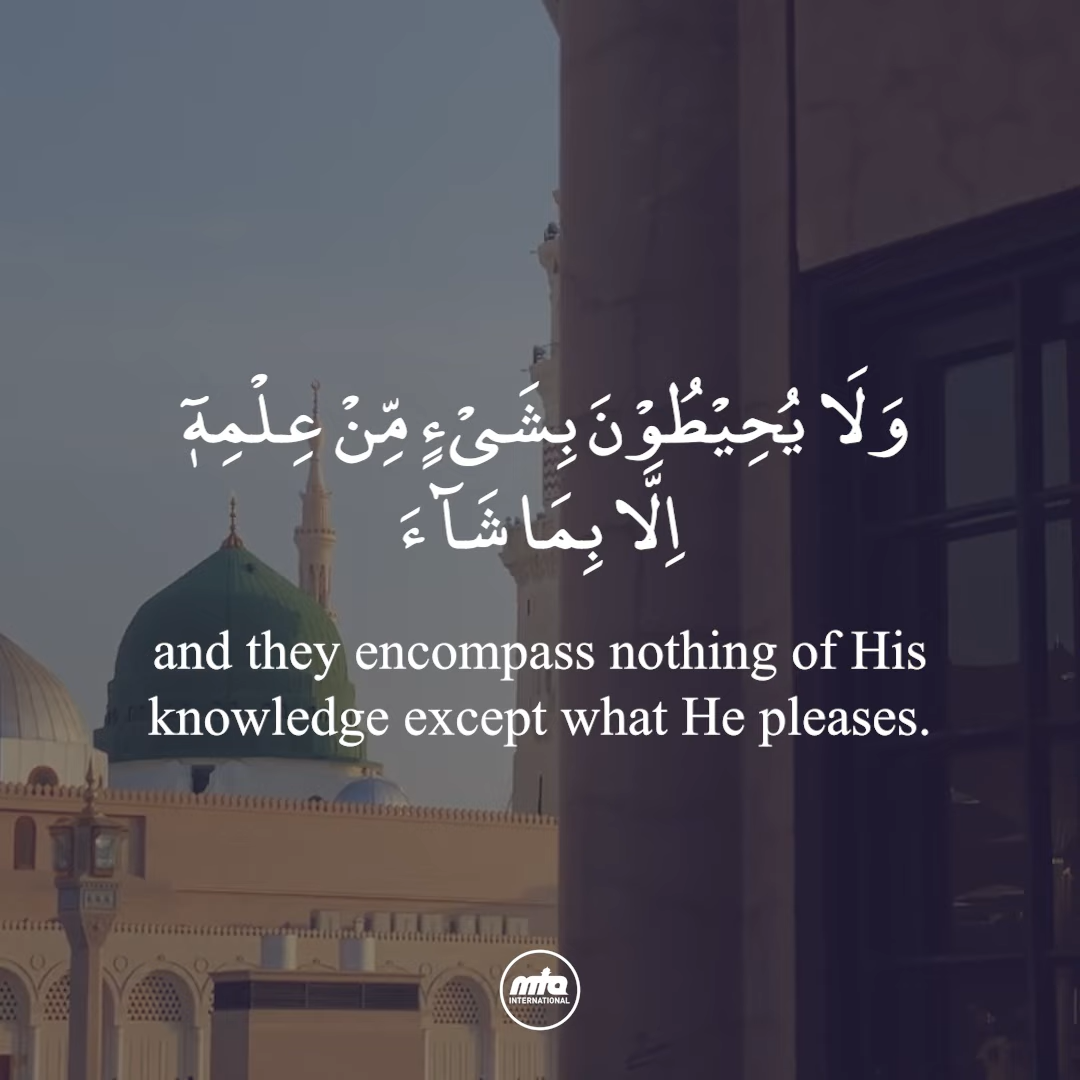 وَلَا يُحِيْطُوْنَ بِشَیْءٍ مِّنْ عِلْمِهٖٓ
اِلَّا بِمَا شَآءَ
and they encompass nothing of His
knowledge except what He pleases.
mta
INTERNATIONAL